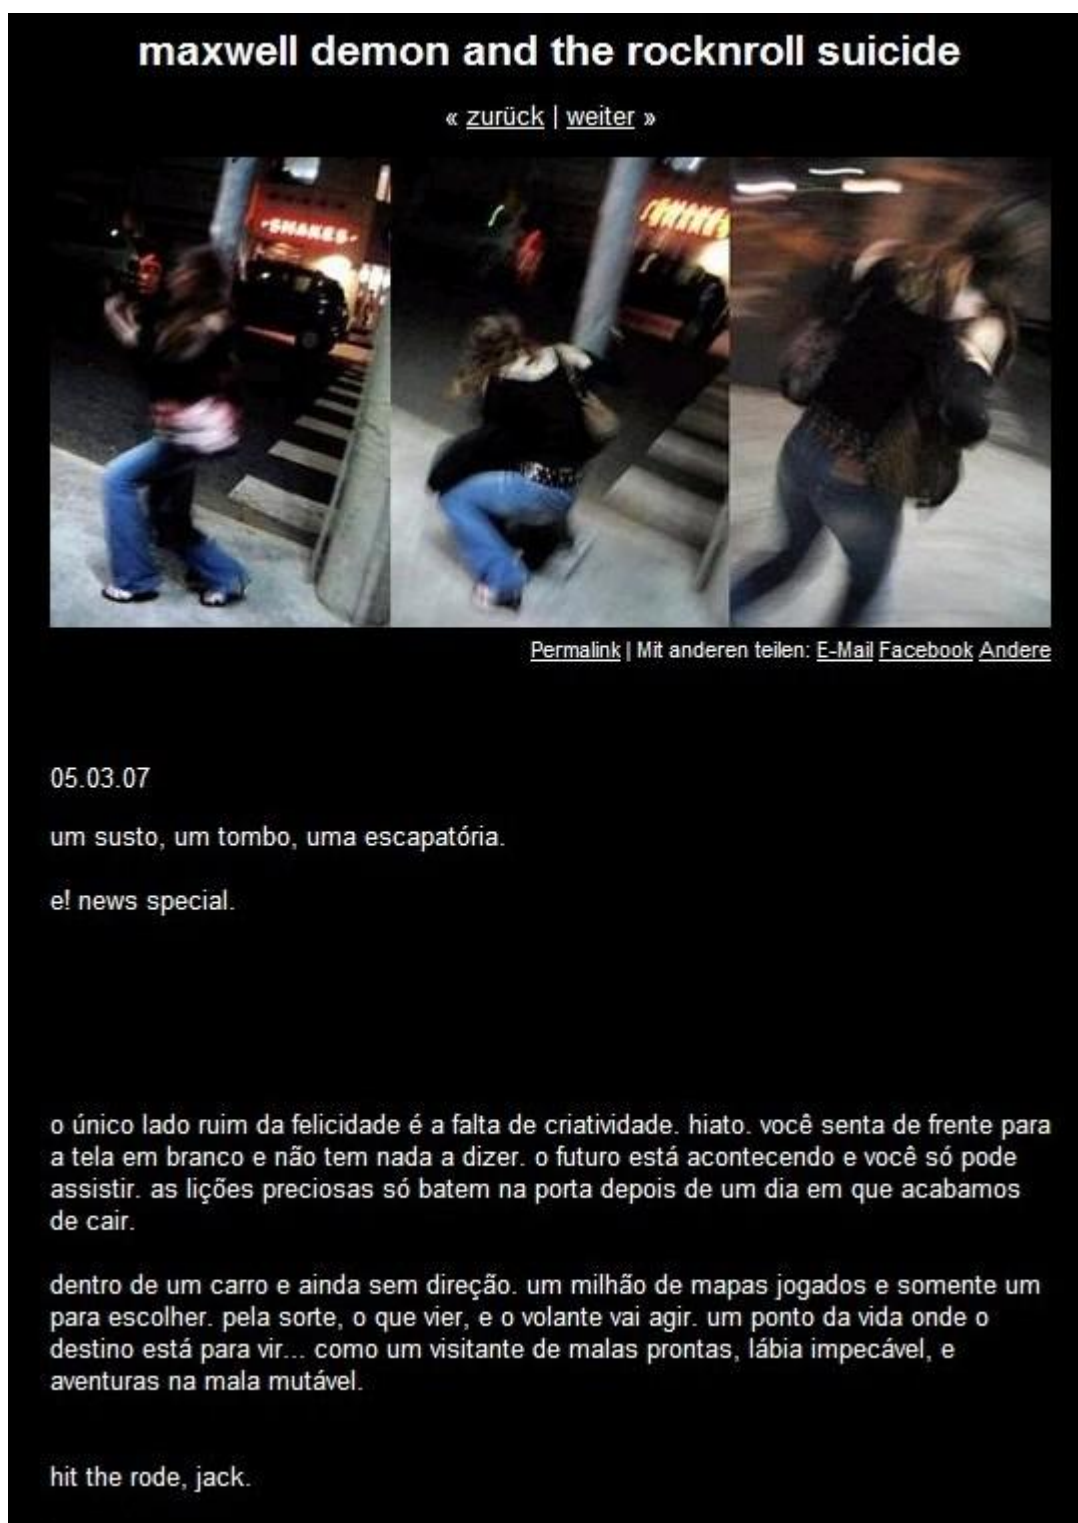 maxwell demon and the rocknroll suicide
« zurück | weiter »
SHAKES
SHAKES
Permalink | Mit anderen teilen: E-Mail Facebook Andere
05.03.07
um susto, um tombo, uma escapatória.
e! news special.
o único lado ruim da felicidade é a falta de criatividade. hiato. você senta de frente para
a tela em branco e não tem nada a dizer. o futuro está acontecendo e você só pode
assistir. as lições preciosas só batem na porta depois de um dia em que acabamos
de cair.
dentro de um carro e ainda sem direção. um milhão de mapas jogados e somente um
para escolher. pela sorte, o que vier, e o volante vai agir. um ponto da vida onde o
destino está para vir... como um visitante de malas prontas, lábia impecável, e
aventuras na mala mutável.
hit the rode, jack.